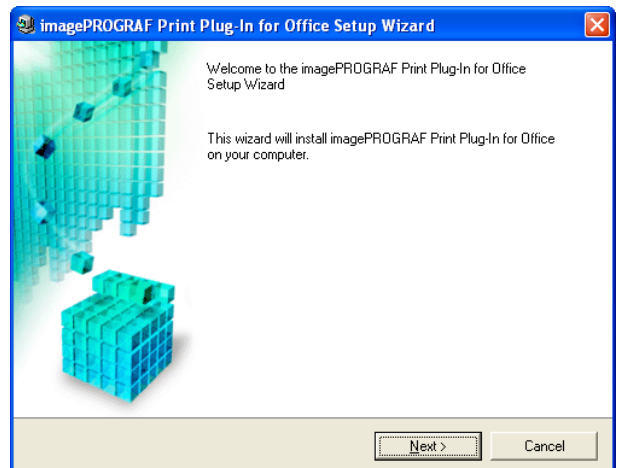 imagePROGRAF Print Plug-In for Office Setup Wizard
Welcome to the imagePROGRAF Print Plug-In for Office
Setup Wizard
This wizard will install imagePROGRAF Print Plug-In for Office
on your computer.
Next >
Cancel